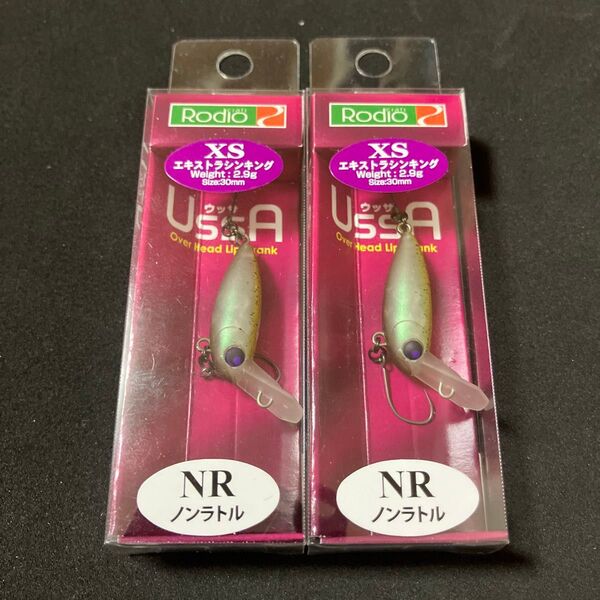 Rodio craft
XS
エキストラシンキング
Weight : 2.9g
Size:30mm
ウッサ
USSA
Over Head Lip Crank
NR
ノンラトル
Rodio craft
XS
エキストラシンキング
Weight : 2.9g
Size:30mm
ウッサ
USSA
Over Head Lip Crank
NR
ノンラトル